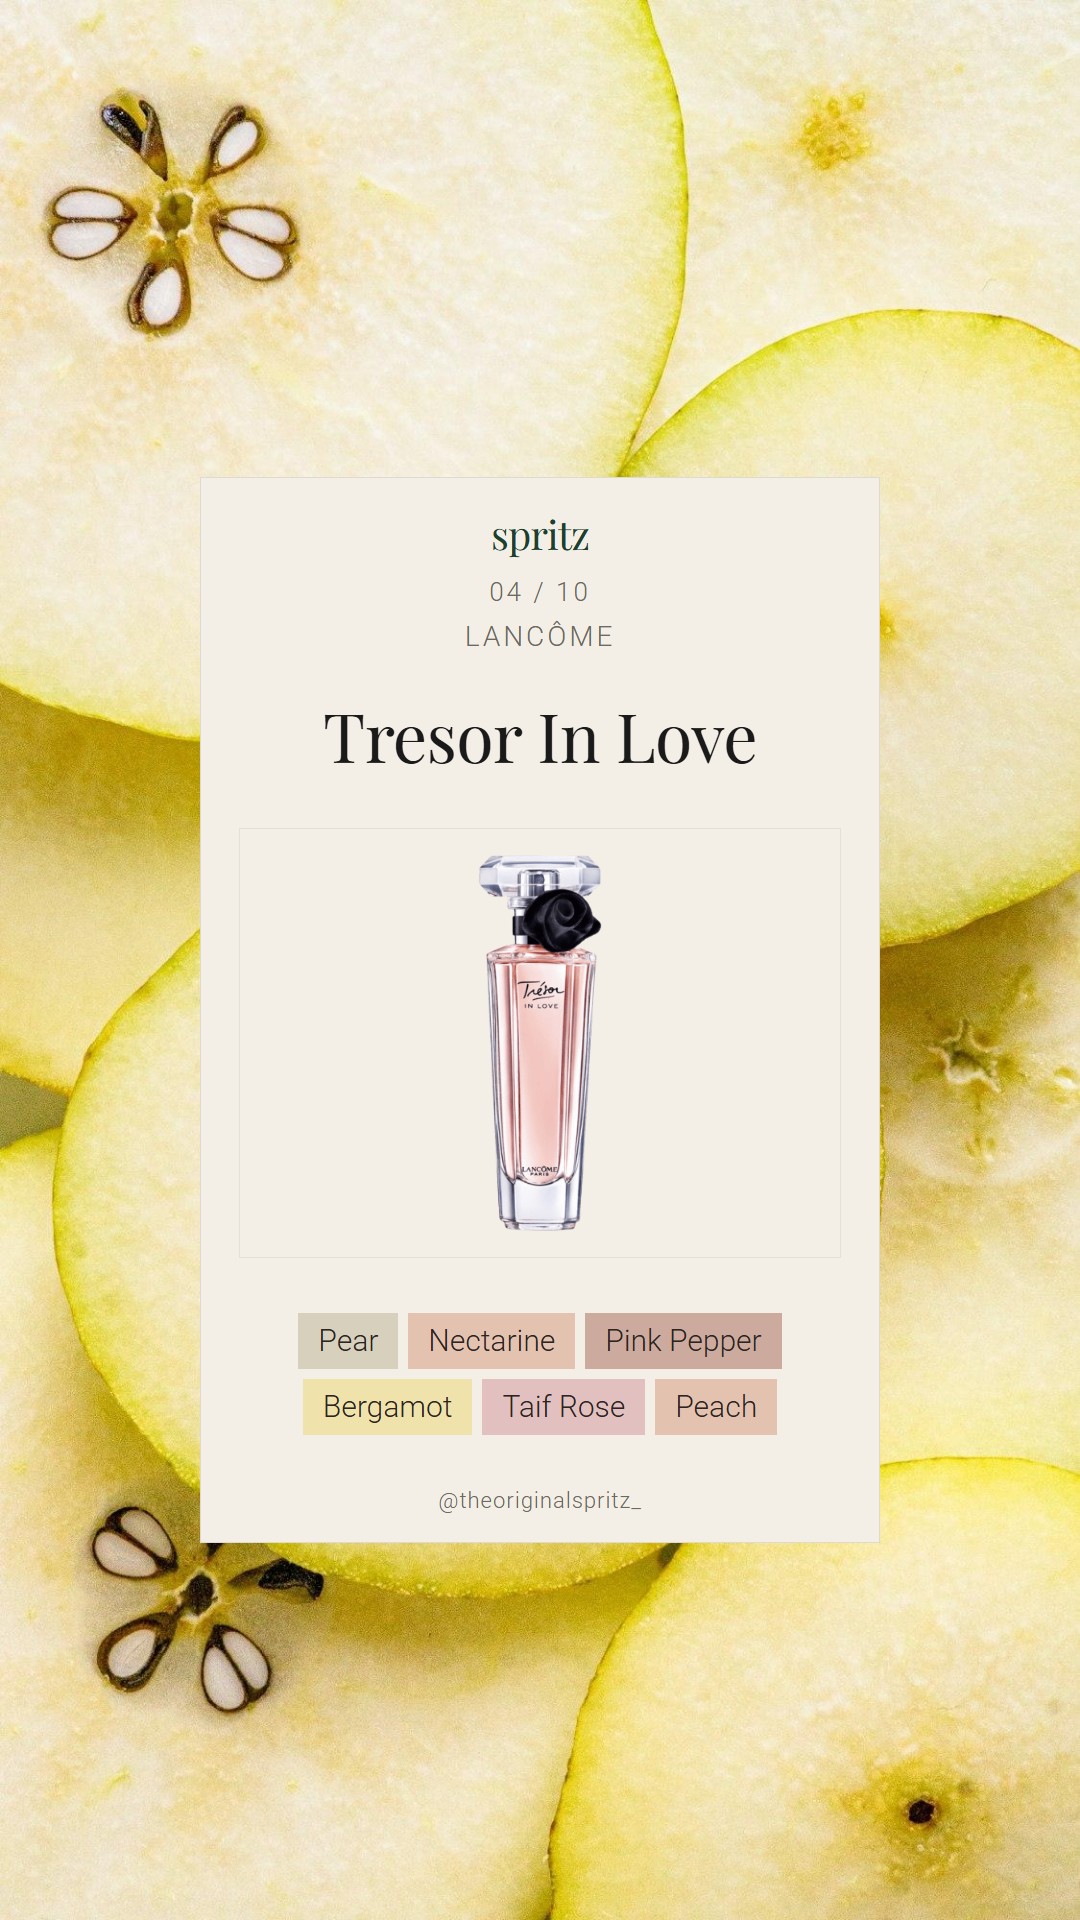 spritz
04 / 10
LANCÔME
Tresor In Love
Trésor
IN LOVE
LANCÔME
PARIS
Pear Nectarine Pink Pepper
Bergamot Taif Rose Peach
@theoriginalspritz_